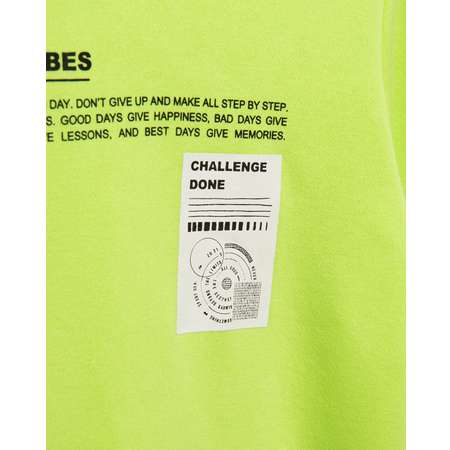 BES
DAY. DON'T GIVE UP AND MAKE ALL STEP BY STEP.
S. GOOD DAYS GIVE HAPPINESS, BAD DAYS GIVE
E LESSONS, AND BEST DAYS GIVE MEMORIES.
CHALLENGE
DONE